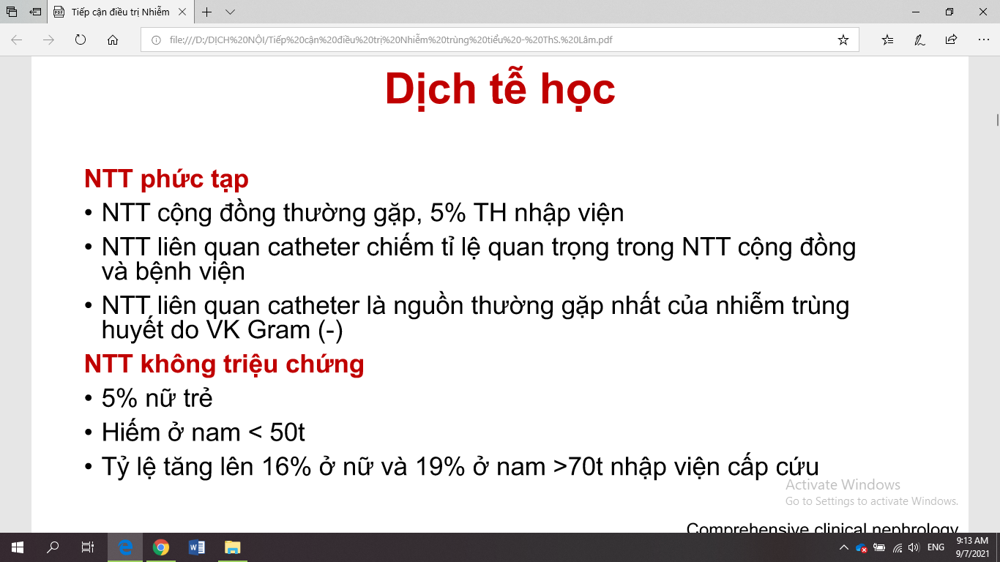 Tiếp cận điều trị Nhiễm
file:///D:/DỊCH%20NỘI/Tiếp%20cận%20điều%20trị%20Nhiễm%20trùng%20tiểu%20-%20ThS.%20Lâm.pdf
Dịch tễ học
NTT phức tạp
• NTT cộng đồng thường gặp, 5% TH nhập viện
• NTT liên quan catheter chiếm tỉ lệ quan trọng trong NTT cộng đồng
và bệnh viện
• NTT liên quan catheter là nguồn thường gặp nhất của nhiễm trùng
huyết do VK Gram (-)
NTT không triệu chứng
• 5% nữ trẻ
• Hiếm ở nam < 50t
• Tỷ lệ tăng lên 16% ở nữ và 19% ở nam >70t nhập viện cấp cứu
Activate Windows
Go to Settings to activate Windows.
Comprehensive clinical nephrology
ENG
9:13 AM
9/7/2021